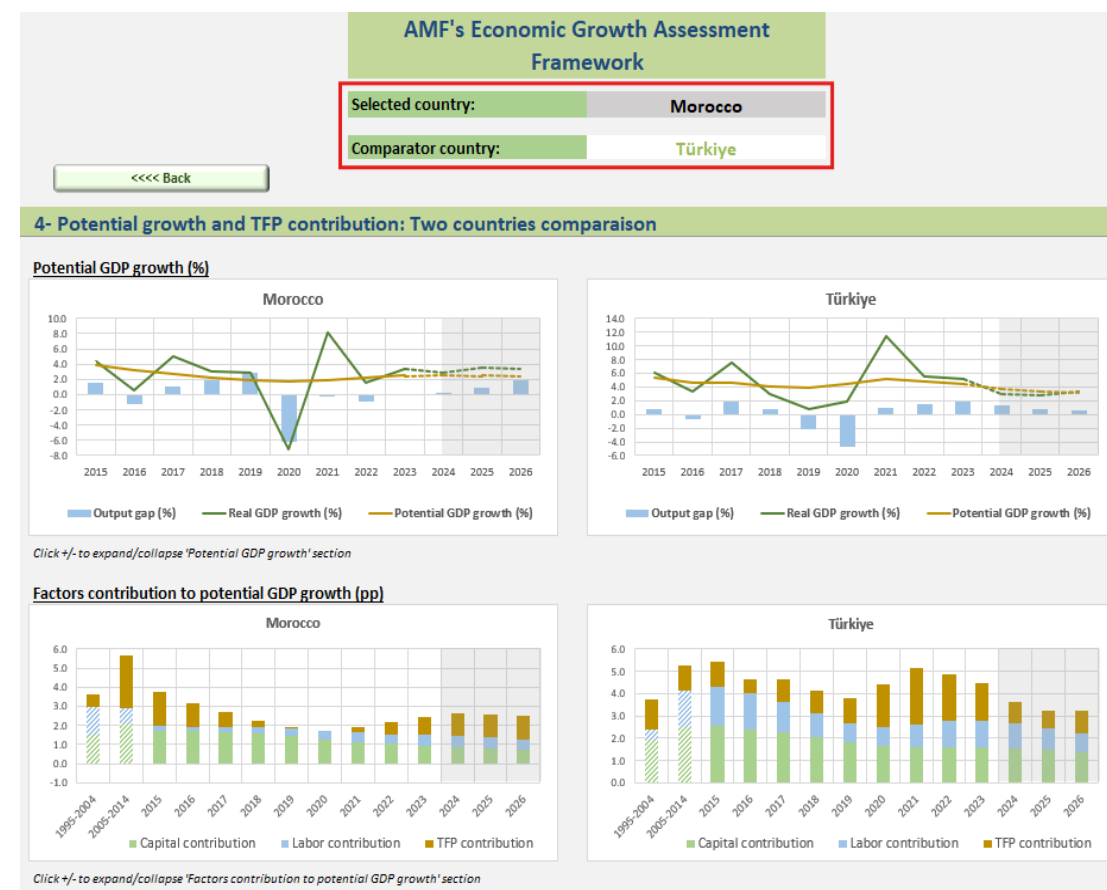 AMF's Economic Growth Assessment
Framework
Selected country: Morocco
Comparator country: Türkiye
<<<< Back
4- Potential growth and TFP contribution: Two countries comparaison
Potential GDP growth (%)
Morocco
10.0
8.0
6.0
4.0
2.0
0.0
-2.0
-4.0
-6.0
-8.0
2015 2016 2017 2018 2019 2020 2021 2022 2023 2024 2025 2026
Output gap (%) Real GDP growth (%) Potential GDP growth (%)
Türkiye
14.0
12.0
10.0
8.0
6.0
4.0
2.0
0.0
-2.0
-4.0
-6.0
2015 2016 2017 2018 2019 2020 2021 2022 2023 2024 2025 2026
Output gap (%) Real GDP growth (%) Potential GDP growth (%)
Click +/- to expand/collapse 'Potential GDP growth' section
Factors contribution to potential GDP growth (pp)
Morocco
6.0
5.0
4.0
3.0
2.0
1.0
0.0
-1.0
1995-2004 2005-2014 2015 2016 2017 2018 2019 2020 2021 2022 2023 2024 2025 2026
Capital contribution Labor contribution TFP contribution
Türkiye
6.0
5.0
4.0
3.0
2.0
1.0
0.0
1995-2004 2005-2014 2015 2016 2017 2018 2019 2020 2021 2022 2023 2024 2025 2026
Capital contribution Labor contribution TFP contribution
Click +/- to expand/collapse 'Factors contribution to potential GDP growth' section